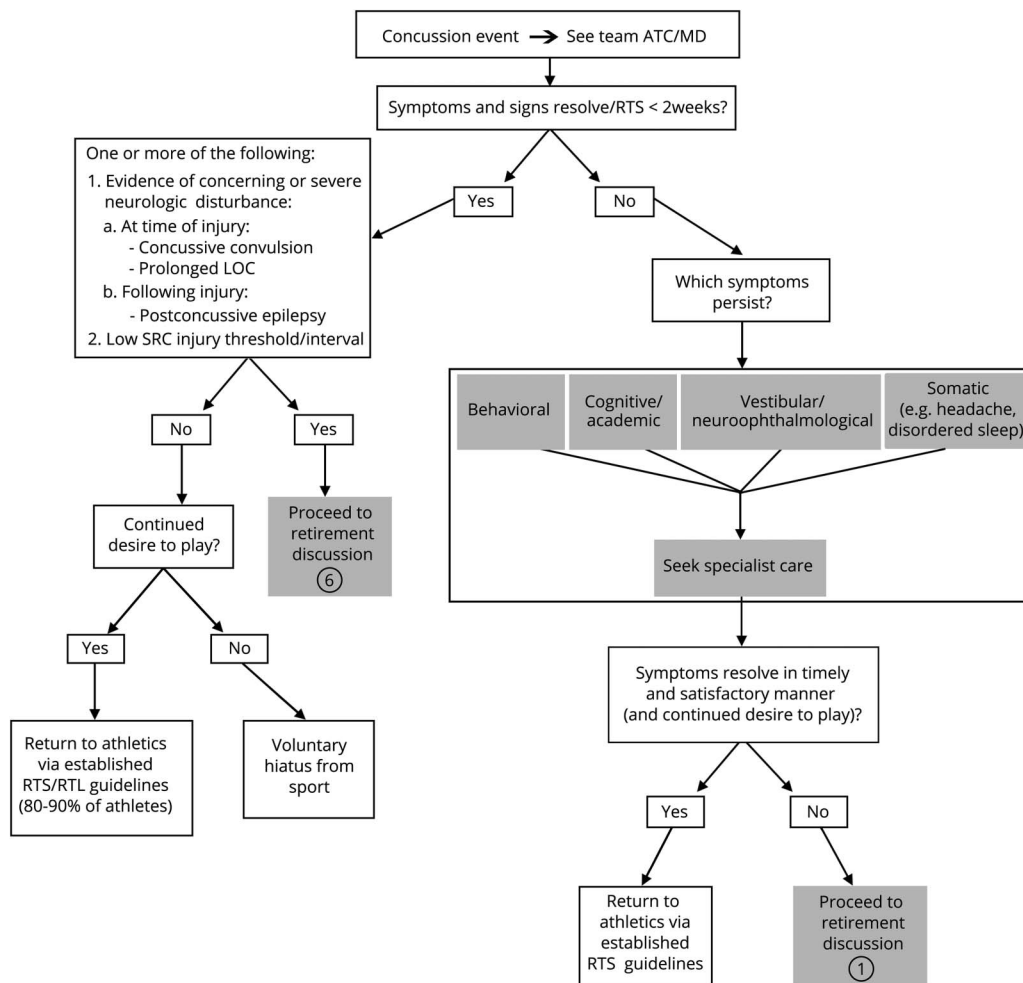 Concussion event → See team ATC/MD
Symptoms and signs resolve/RTS < 2weeks?
Yes
No
One or more of the following:
1. Evidence of concerning or severe
neurologic disturbance:
a. At time of injury:
- Concussive convulsion
- Prolonged LOC
b. Following injury:
- Postconcussive epilepsy
2. Low SRC injury threshold/interval
No
Yes
Continued
desire to play?
Proceed to
retirement
discussion
6
Yes
No
Return to athletics
via established
RTS/RTL guidelines
(80-90% of athletes)
Voluntary
hiatus from
sport
Which symptoms
persist?
Behavioral
Cognitive/
academic
Vestibular/
neuroophthalmological
Somatic
(e.g. headache,
disordered sleep)
Seek specialist care
Symptoms resolve in timely
and satisfactory manner
(and continued desire to play)?
Yes
No
Return to
athletics via
established
RTS guidelines
Proceed to
retirement
discussion
1